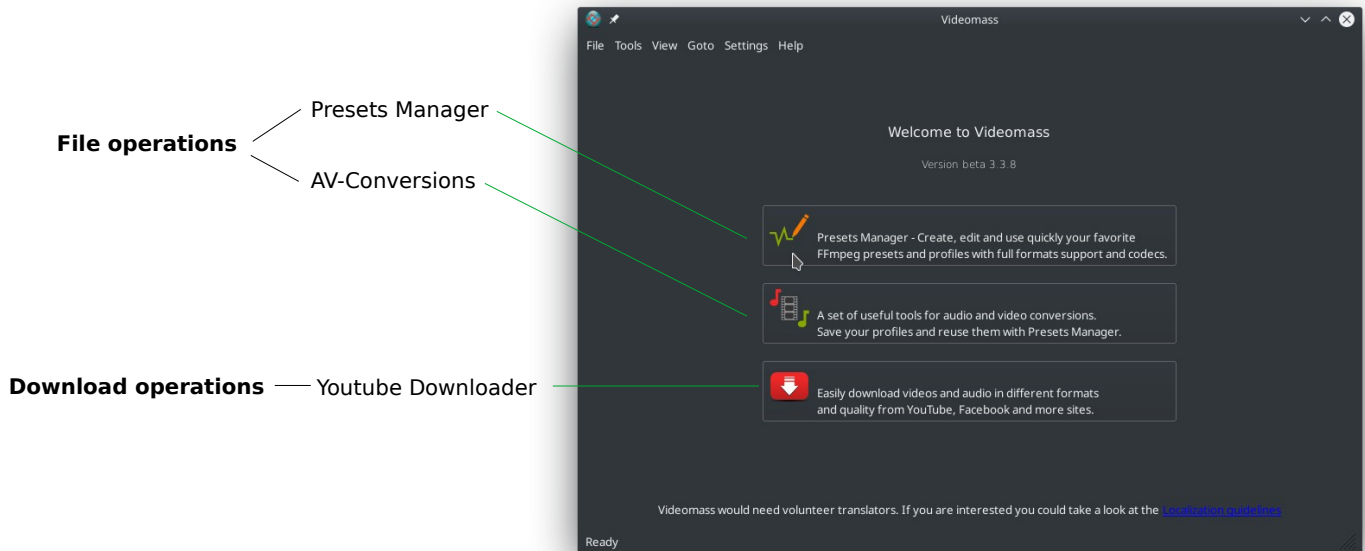 Videomass
File Tools View Goto Settings Help
Presets Manager
File operations
AV-Conversions
Welcome to Videomass
Version beta 3.3.8
Presets Manager - Create, edit and use quickly your favorite
FFmpeg presets and profiles with full formats support and codecs.
A set of useful tools for audio and video conversions.
Save your profiles and reuse them with Presets Manager.
Download operations
Youtube Downloader
Easily download videos and audio in different formats
and quality from YouTube, Facebook and more sites.
Videomass would need volunteer translators. If you are interested you could take a look at the Localization guidelines
Ready